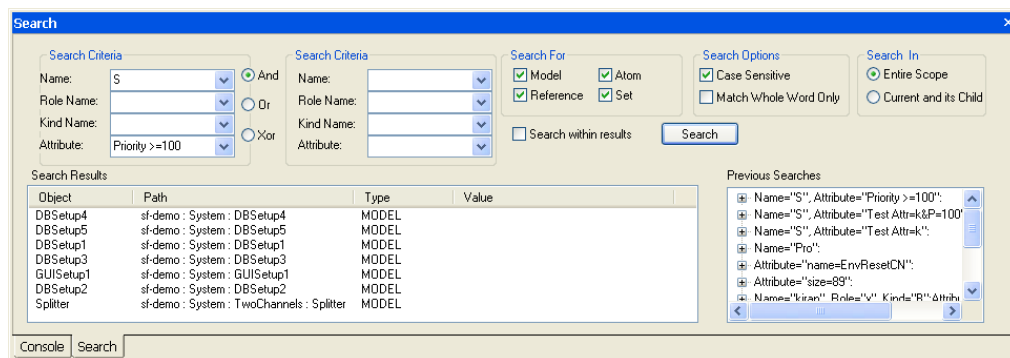 Search
Search Criteria
Name: S
Role Name:
Kind Name:
Attribute: Priority >=100
And
Or
Xor
Search Criteria
Name:
Role Name:
Kind Name:
Attribute:
Search For
Model Atom
Reference Set
Search Options
Case Sensitive
Match Whole Word Only
Search In
Entire Scope
Current and its Child
Search within results
Search
Search Results
Object Path Type Value
DBSetup4 sf-demo : System : DBSetup4 MODEL
DBSetup5 sf-demo : System : DBSetup5 MODEL
DBSetup1 sf-demo : System : DBSetup1 MODEL
DBSetup3 sf-demo : System : DBSetup3 MODEL
GUISetup1 sf-demo : System : GUISetup1 MODEL
DBSetup2 sf-demo : System : DBSetup2 MODEL
Splitter sf-demo : System : TwoChannels : Splitter MODEL
Previous Searches
Name="S", Attribute="Priority >=100":
Name="S", Attribute="Test Attr=k&P=100"
Name="S", Attribute="Test Attr=k":
Name="Pro":
Attribute="name=EnvResetCN":
Attribute="size=89":
Name="kiran", Role="v", Kind="B":Attribu
Console Search